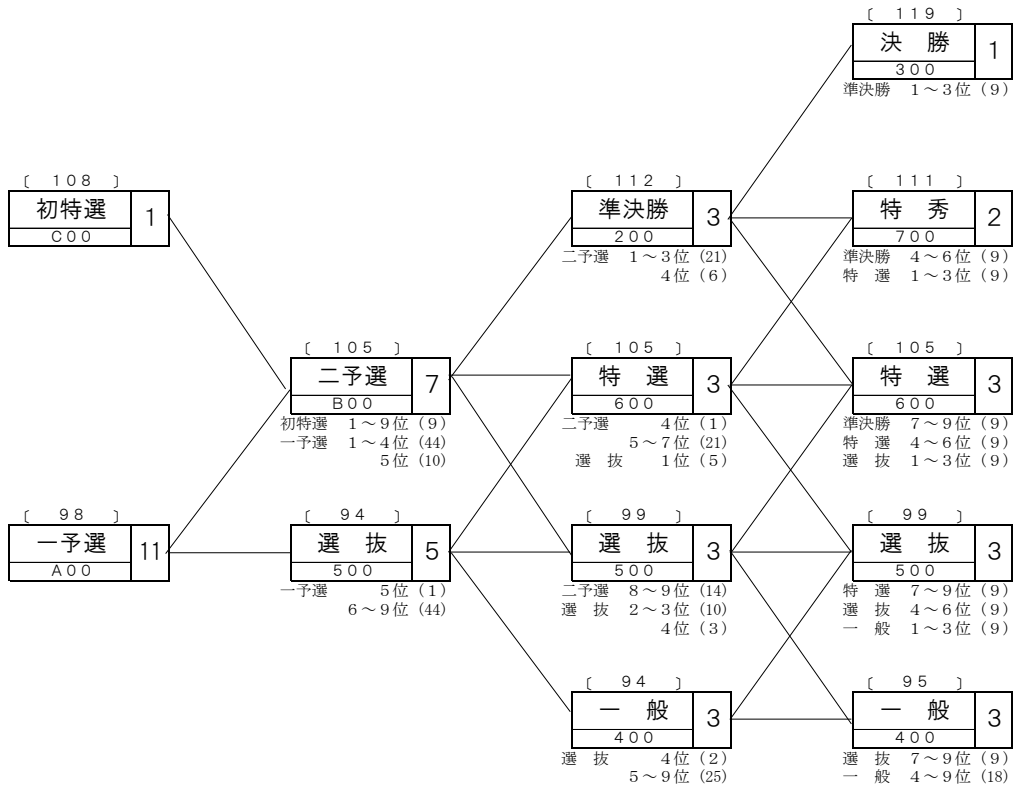 〔　１１９　〕
決　勝
1
３００
準決勝　１～３位（９）
〔　１０８　〕
初特選
1
Ｃ００
〔　１１２　〕
準決勝
3
２００
二予選　１～３位（21）
４位（６）
〔　１１１　〕
特　秀
2
７００
準決勝　４～６位（９）
特　選　１～３位（９）
〔　１０５　〕
二予選
7
Ｂ００
初特選　１～９位（９）
一予選　１～４位（44）
５位（10）
〔　１０５　〕
特　選
3
６００
二予選　　　４位（１）
５～７位（21）
選　抜　　　１位（５）
〔　１０５　〕
特　選
3
６００
準決勝　７～９位（９）
特　選　４～６位（９）
選　抜　１～３位（９）
〔　９８　〕
一予選
11
Ａ００
〔　９４　〕
選　抜
5
５００
一予選　　　５位（１）
６～９位（44）
〔　９９　〕
選　抜
3
５００
二予選　８～９位（14）
選　抜　２～３位（10）
４位（３）
〔　９９　〕
選　抜
3
５００
特　選　７～９位（９）
選　抜　４～６位（９）
一　般　１～３位（９）
〔　９４　〕
一　般
3
４００
選　抜　　　４位（２）
５～９位（25）
〔　９５　〕
一　般
3
４００
選　抜　７～９位（９）
一　般　４～９位（18）